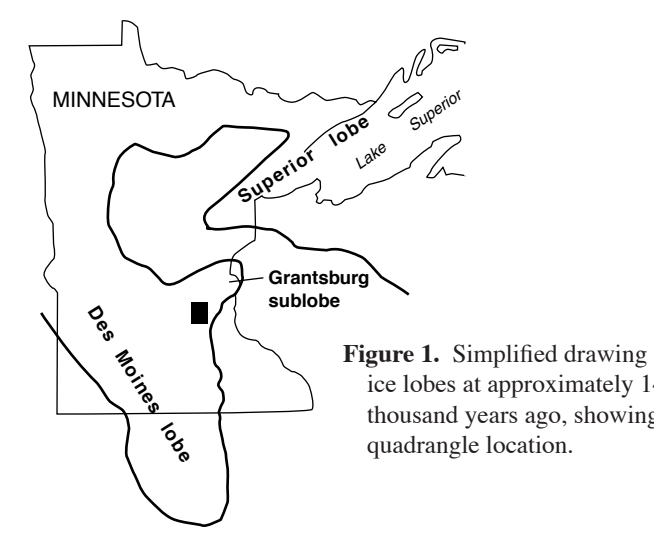 MINNESOTA
Superior lobe
Lake Superior
Grantsburg
sublobe
Des Moines lobe
Figure 1. Simplified drawing
ice lobes at approximately 14
thousand years ago, showing
quadrangle location.